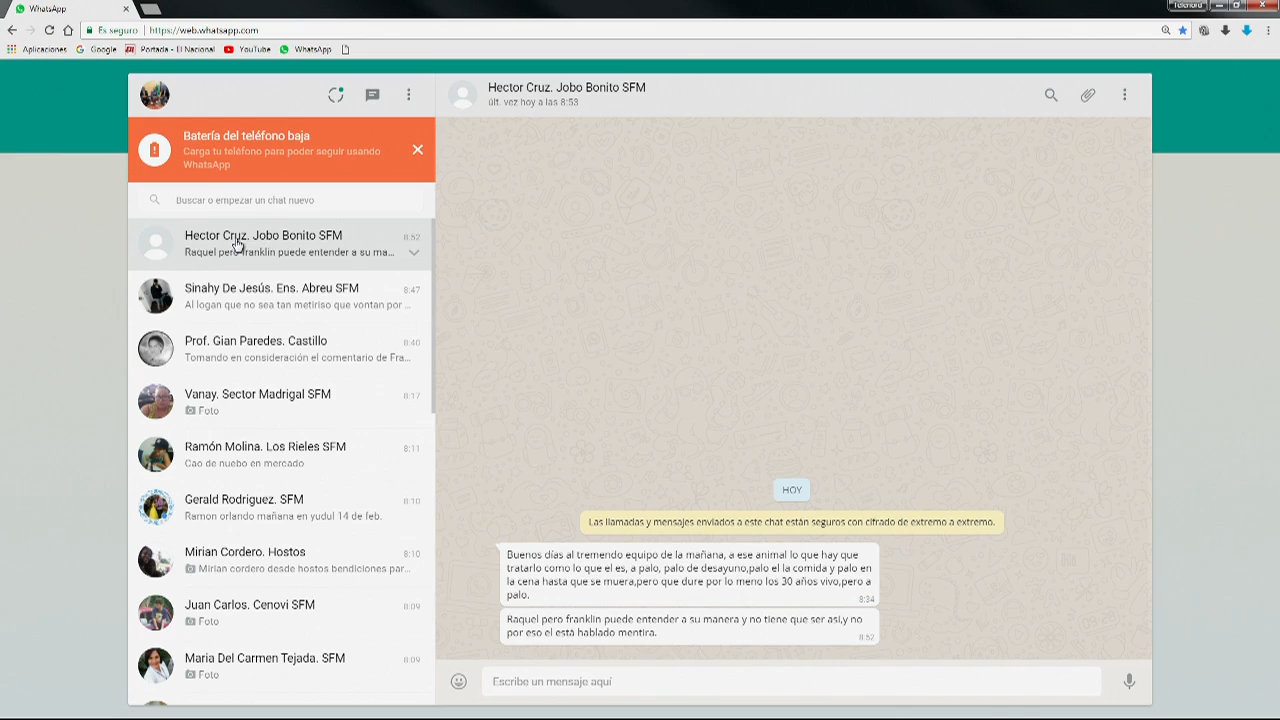 WhatsApp
Telenord
Es seguro
https://web.whatsapp.com
Aplicaciones
Google
Portada - El Nacional
YouTube
WhatsApp
Batería del teléfono baja
Carga tu teléfono para poder seguir usando
WhatsApp
Buscar o empezar un chat nuevo
Hector Cruz. Jobo Bonito SFM
8:52
Raquel pero franklin puede entender a su ma...
Sinahy De Jesús. Ens. Abreu SFM
8:47
Al logan que no sea tan metiriso que vontan por ...
Prof. Gian Paredes. Castillo
8:40
Tomando en consideración el comentario de Fra...
Vanay. Sector Madrigal SFM
8:17
Foto
Ramón Molina. Los Rieles SFM
8:11
Cao de nuebo en mercado
Gerald Rodriguez. SFM
8:10
Ramon orlando mañana en yudul 14 de feb.
Mirian Cordero. Hostos
8:10
Mirian cordero desde hostos bendiciones par...
Juan Carlos. Cenovi SFM
8:09
Foto
Maria Del Carmen Tejada. SFM
8:09
Foto
Hector Cruz. Jobo Bonito SFM
últ. vez hoy a las 8:53
HOY
Las llamadas y mensajes enviados a este chat están seguros con cifrado de extremo a extremo.
Buenos días al tremendo equipo de la mañana, a ese animal lo que hay que
tratarlo como lo que el es, a palo, palo de desayuno,palo el la comida y palo en
la cena hasta que se muera,pero que dure por lo meno los 30 años vivo,pero a
palo.
8:34
Raquel pero franklin puede entender a su manera y no tiene que ser asi,y no
por eso el está hablado mentira.
8:52
Escribe un mensaje aquí